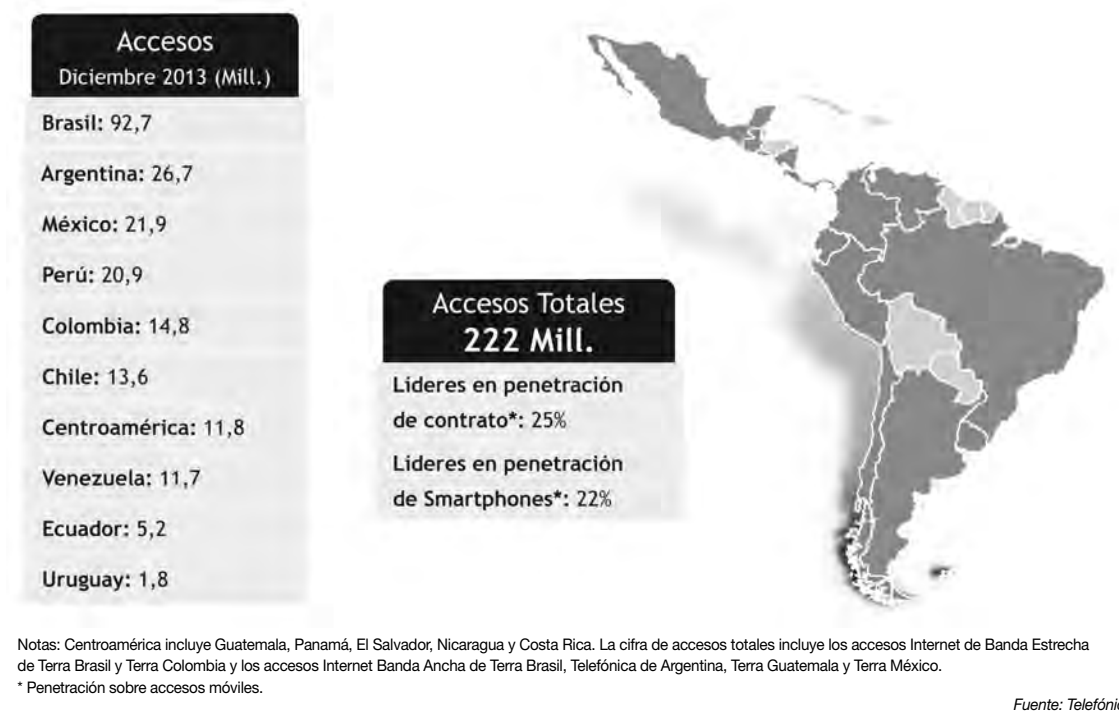 Accesos
Diciembre 2013 (Mill.)
Brasil: 92,7
Argentina: 26,7
México: 21,9
Perú: 20,9
Colombia: 14,8
Chile: 13,6
Centroamérica: 11,8
Venezuela: 11,7
Ecuador: 5,2
Uruguay: 1,8
Accesos Totales
222 Mill.
Lideres en penetración
de contrato*: 25%
Lideres en penetración
de Smartphones*: 22%
Notas: Centroamérica incluye Guatemala, Panamá, El Salvador, Nicaragua y Costa Rica. La cifra de accesos totales incluye los accesos Internet de Banda Estrecha
de Terra Brasil y Terra Colombia y los accesos Internet Banda Ancha de Terra Brasil, Telefónica de Argentina, Terra Guatemala y Terra México.
* Penetración sobre accesos móviles.
Fuente: